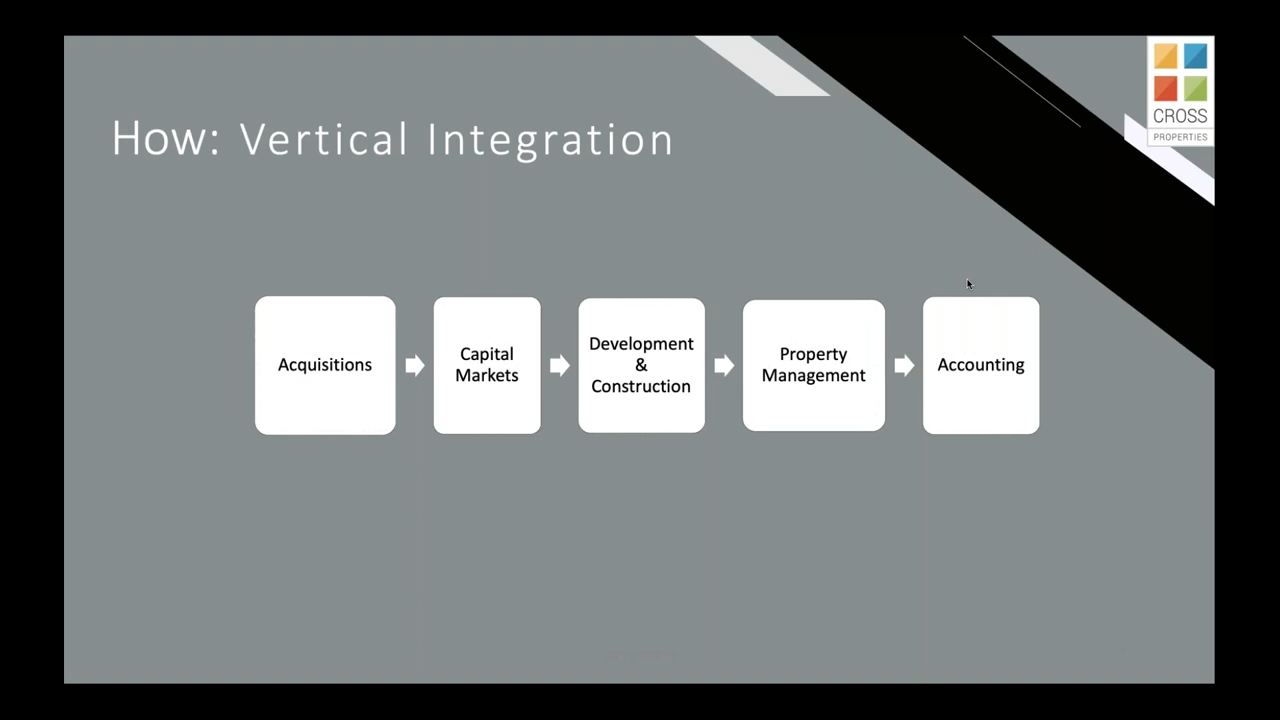 How: Vertical Integration
CROSS
PROPERTIES
Acquisitions
Capital
Markets
Development
&
Construction
Property
Management
Accounting